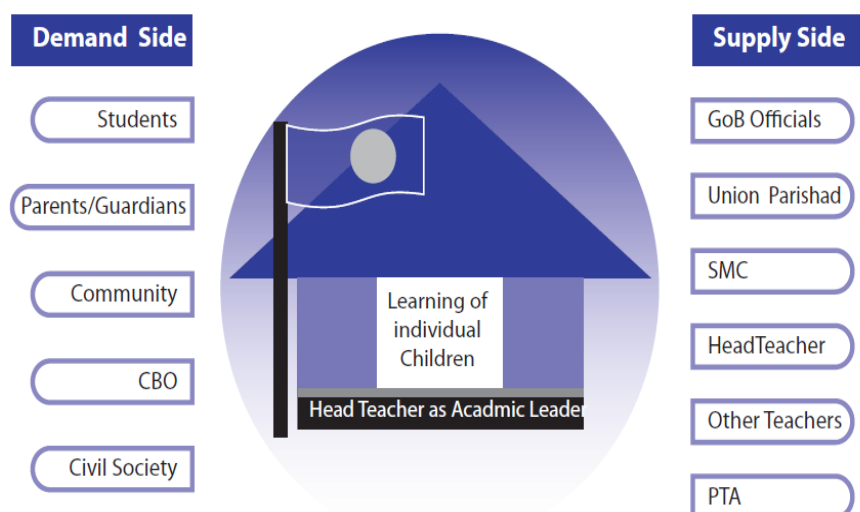 Demand Side
Students
Parents/Guardians
Community
CBO
Civil Society
Learning of
individual
Children
Head Teacher as Acadmic Leader
Supply Side
GoB Officials
Union Parishad
SMC
HeadTeacher
Other Teachers
PTA